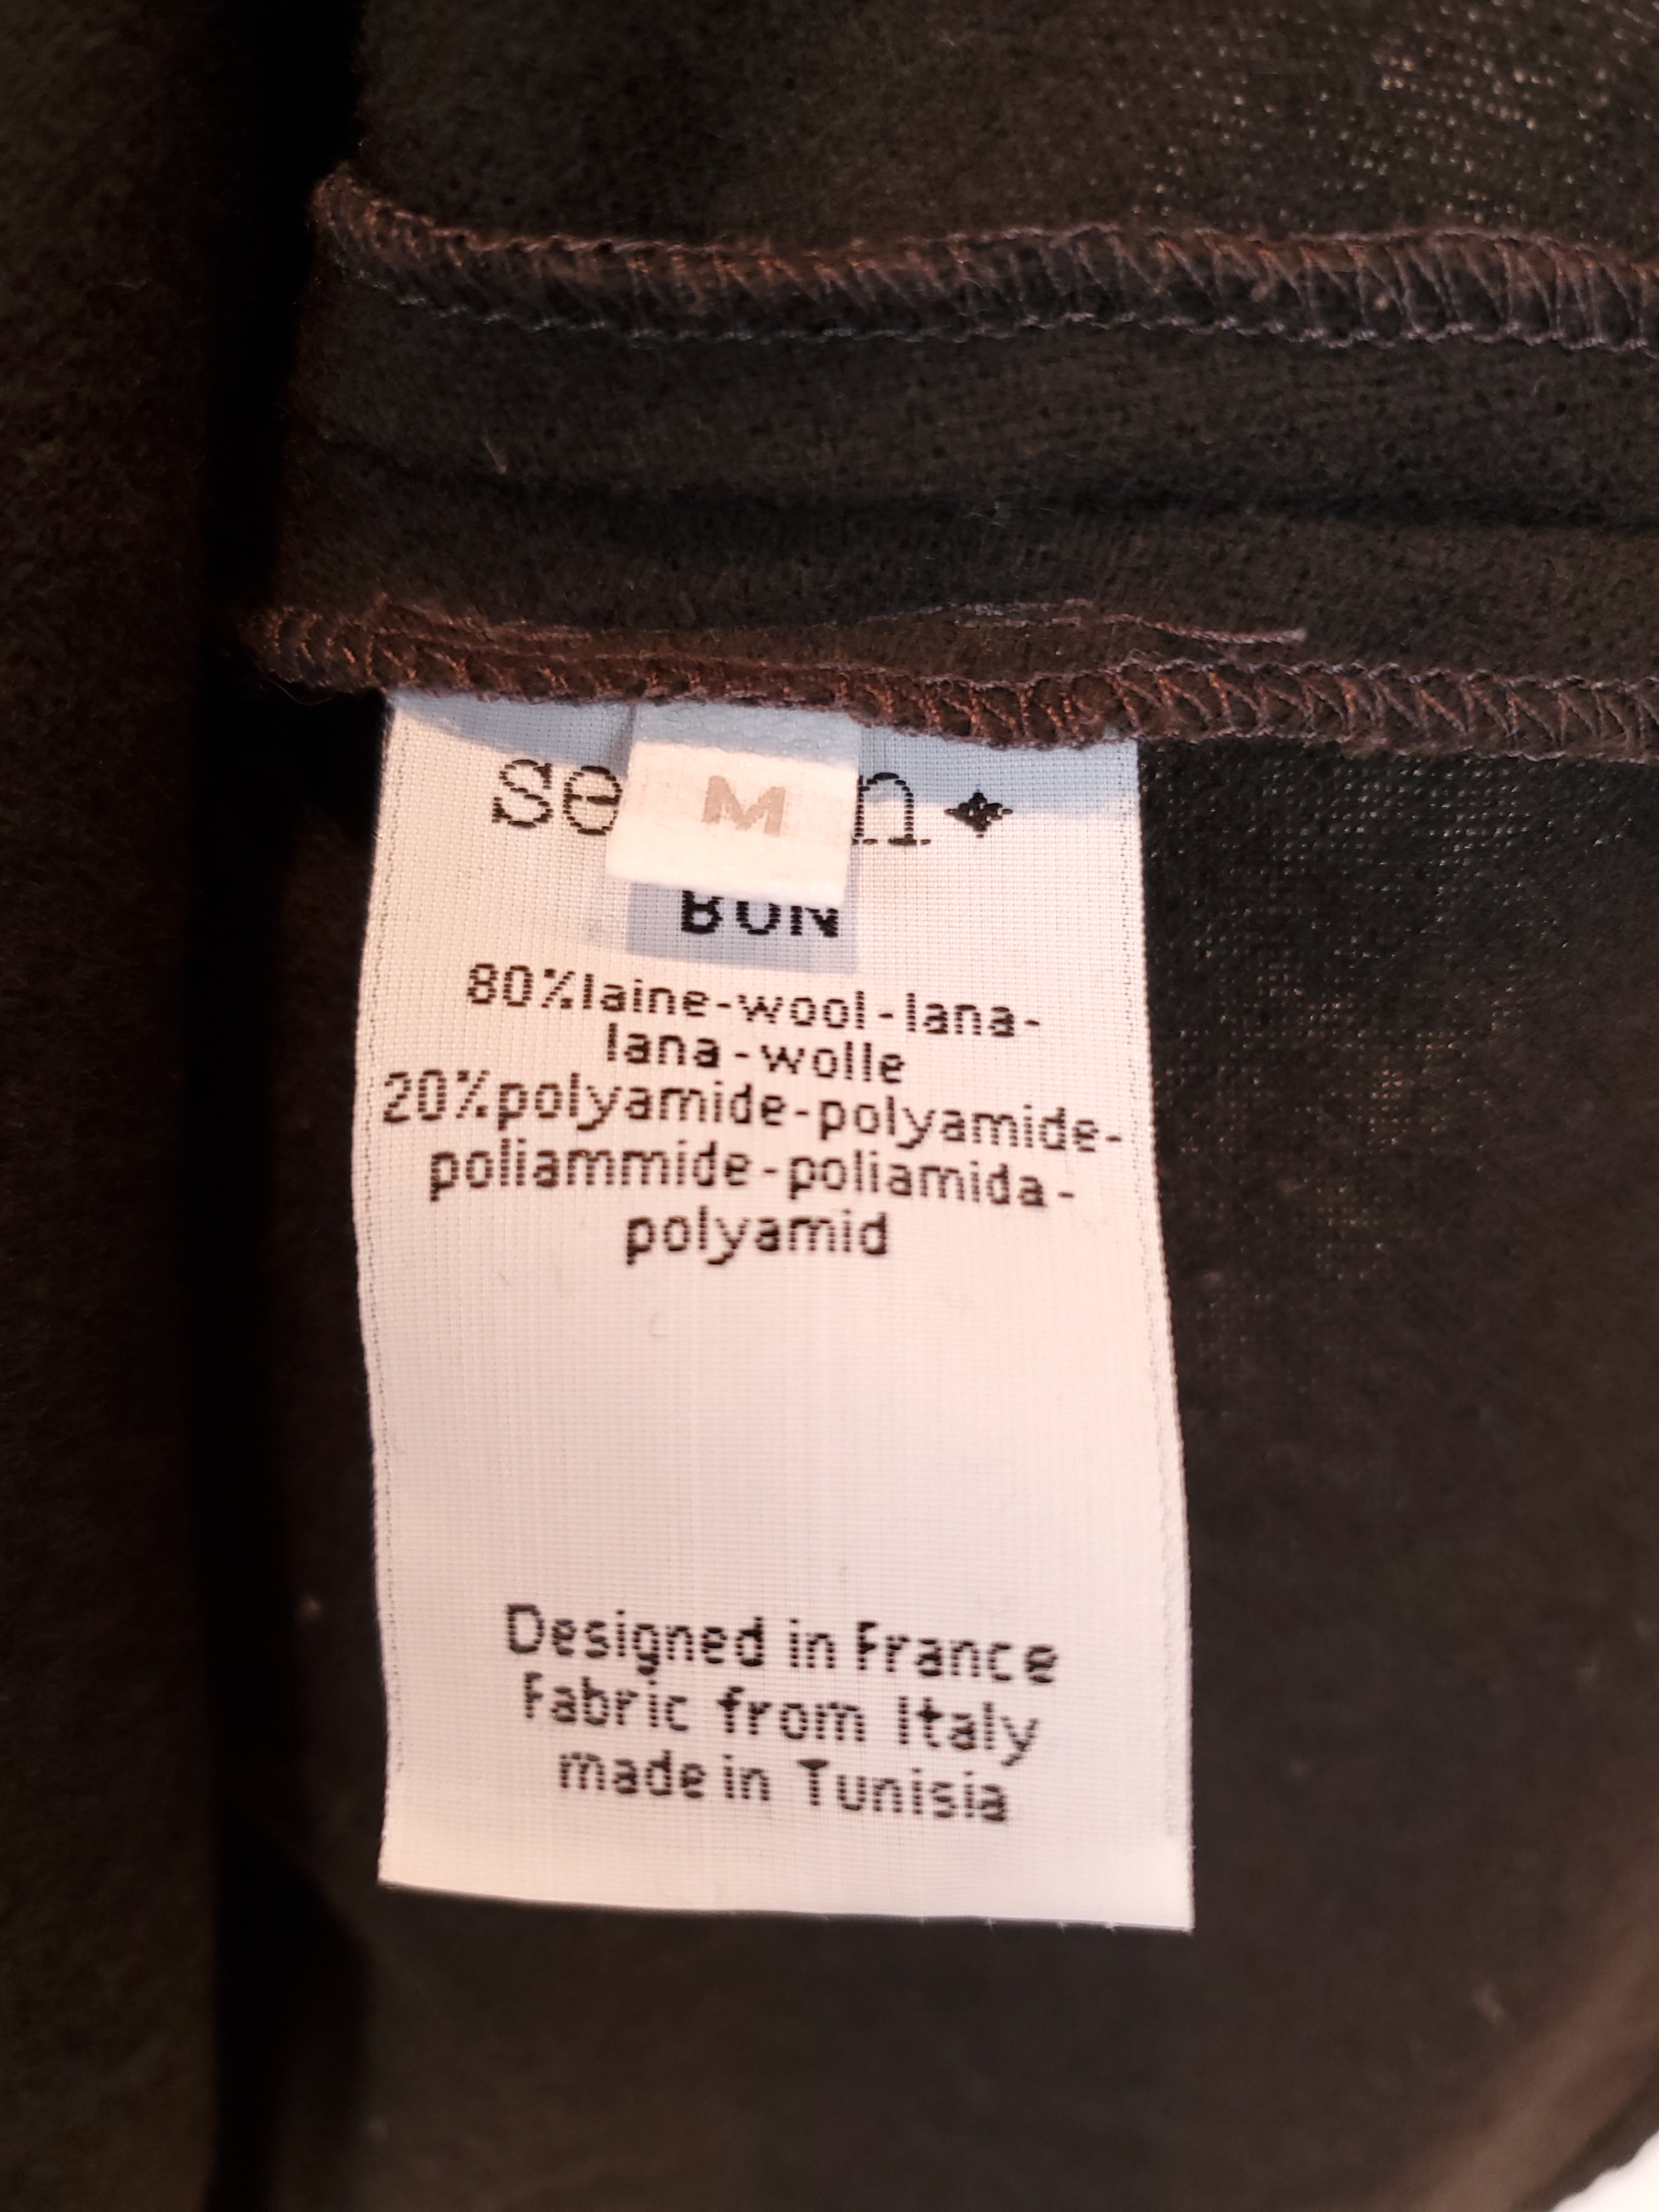 M
BON
80%laine-wool-lana-
lana-wolle
20%polyamide-polyamide-
poliammide-poliamida-
polyamid
Designed in France
Fabric from Italy
made in Tunisia